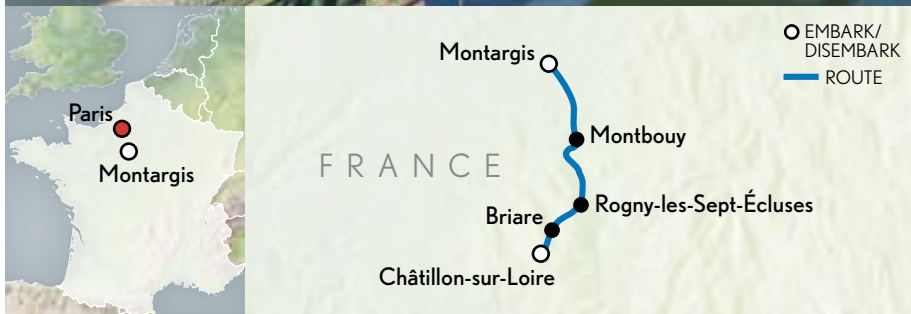 Paris
Montargis
FRANCE
Montargis
Montbouy
Rogny-les-Sept-Écluses
Briare
Châtillon-sur-Loire
EMBARK/
DISEMBARK
ROUTE